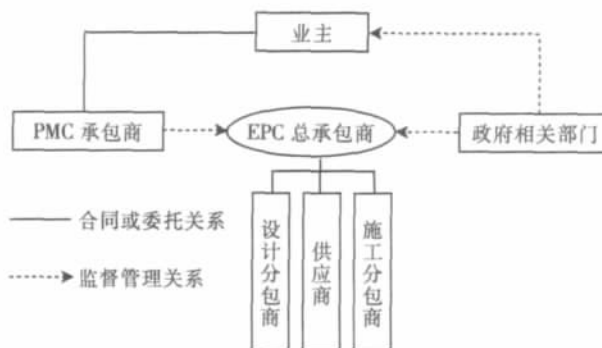 业主
PMC 承包商
EPC 总承包商
政府相关部门
合同或委托关系
监督管理关系
设计分包商
供应商
施工分包商